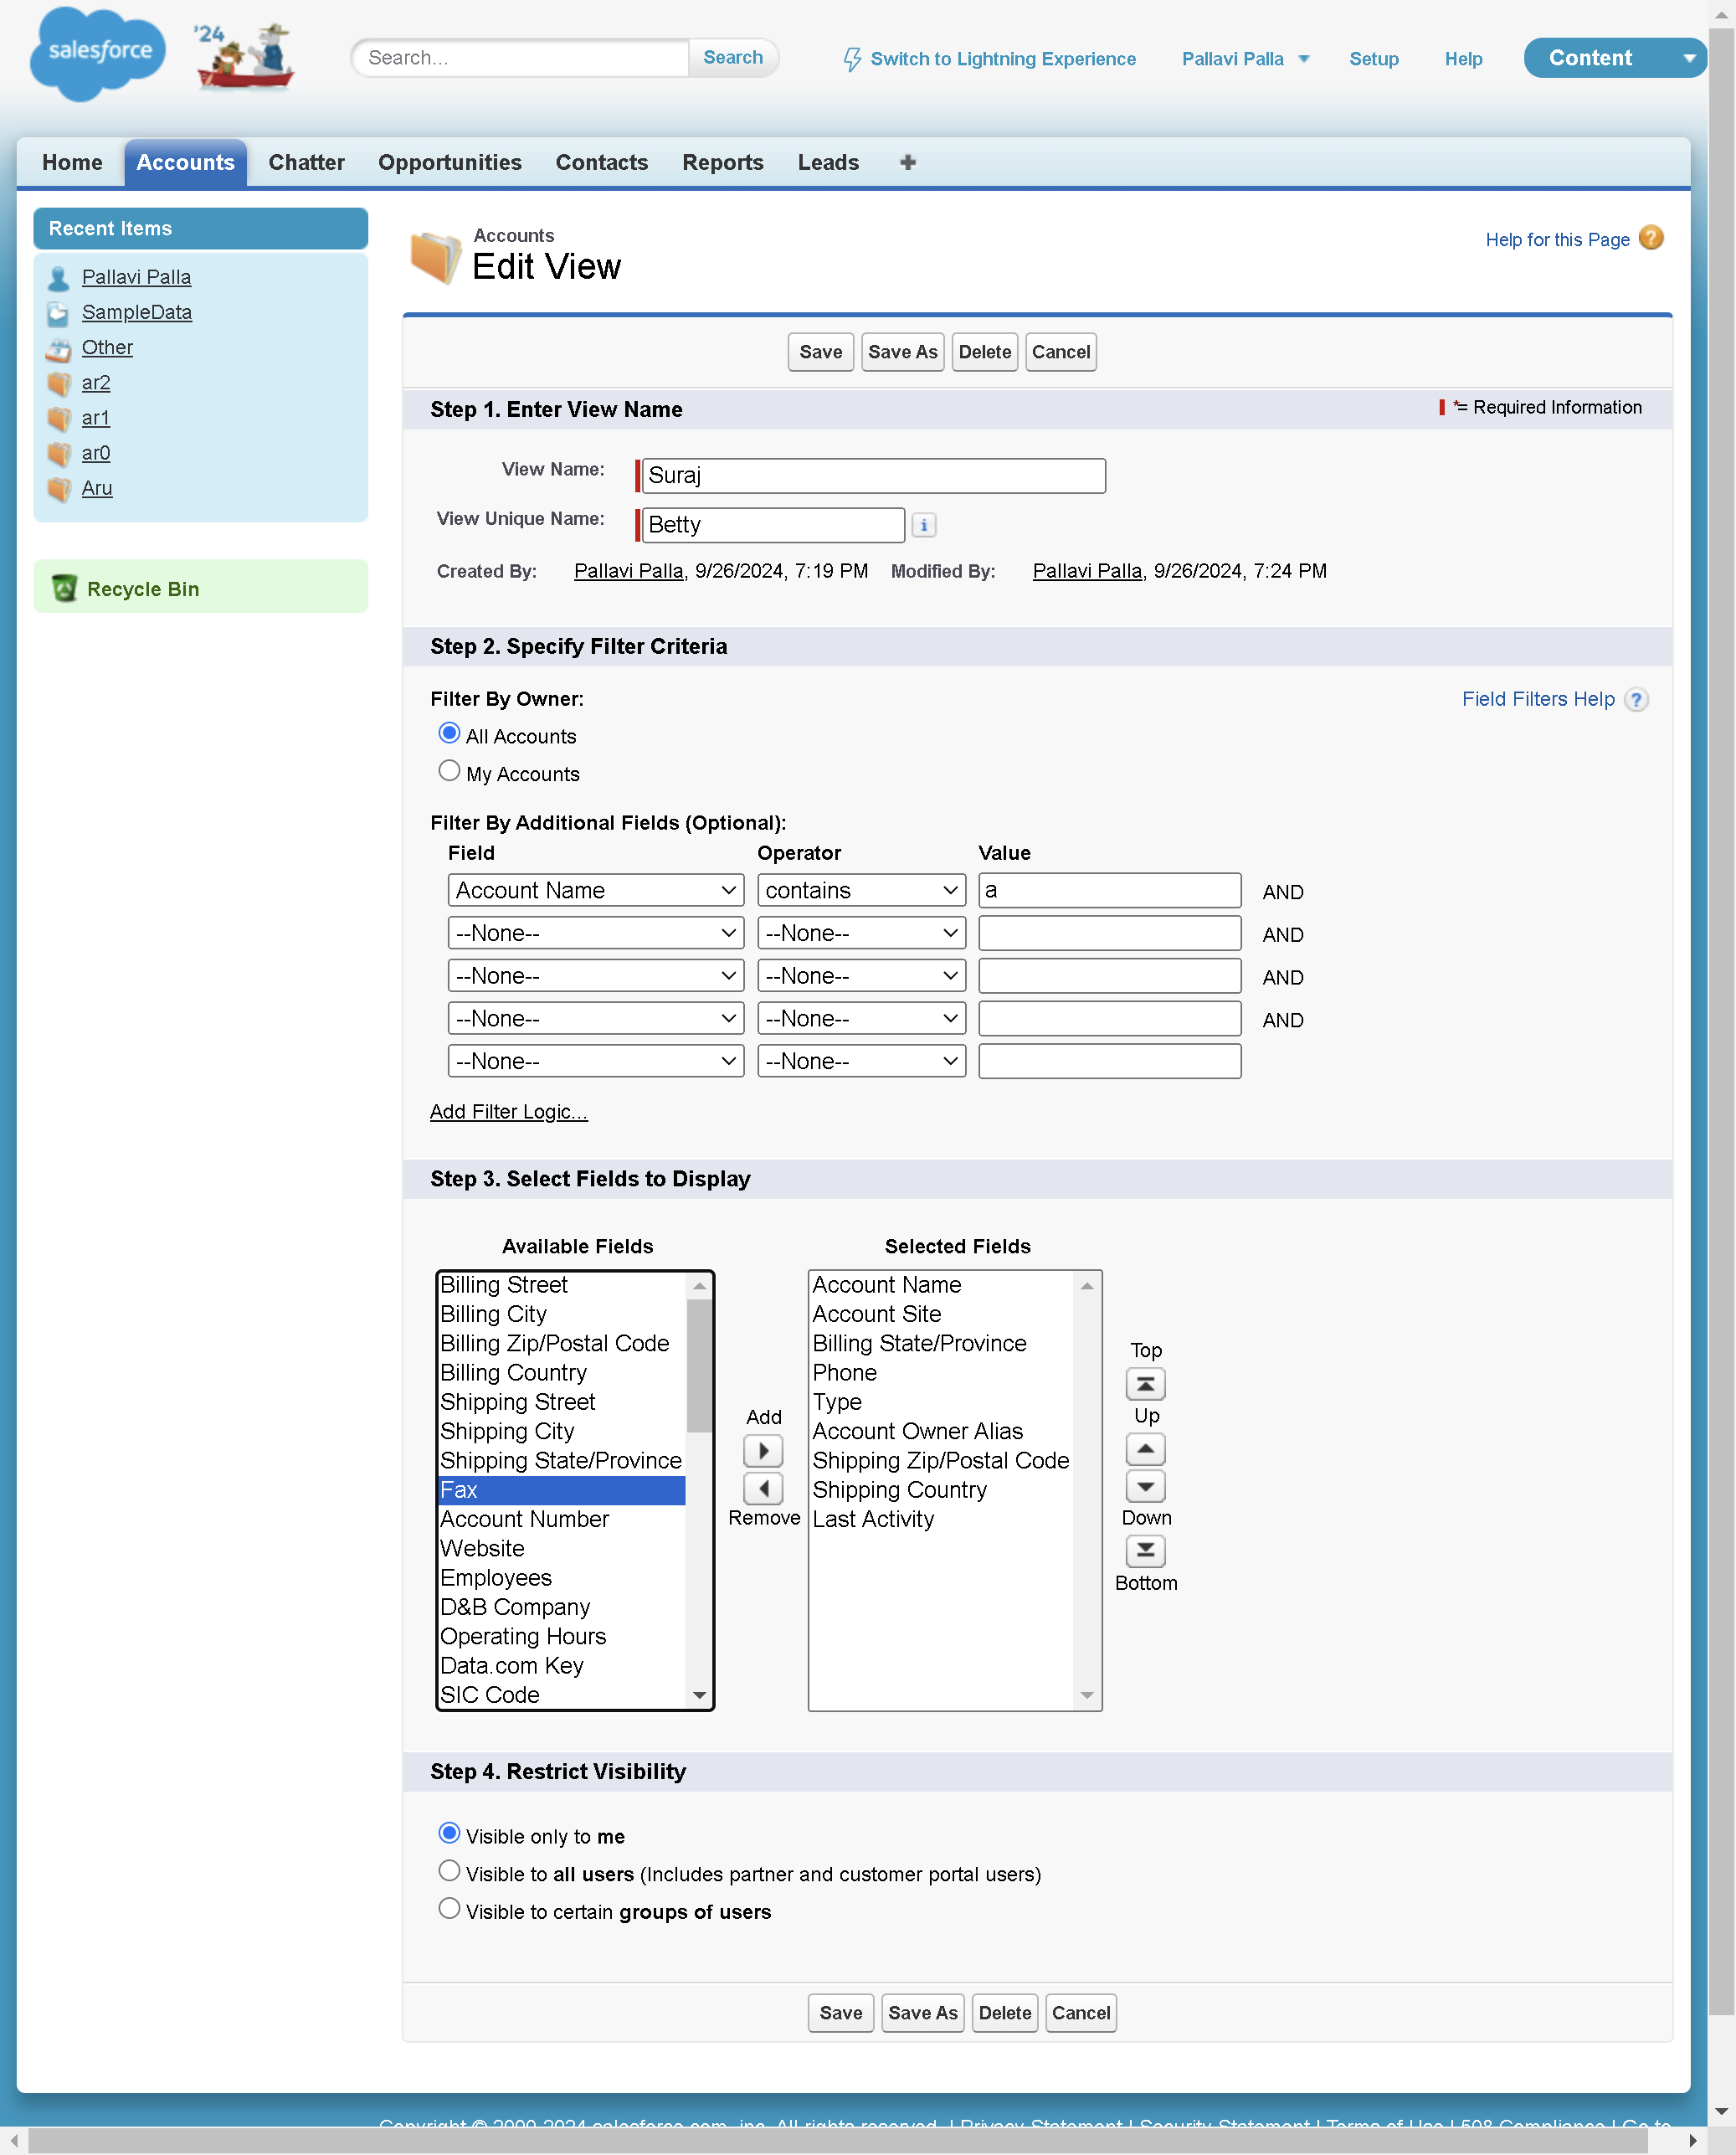 salesforce
'24
Search...
Search
Switch to Lightning Experience
Pallavi Palla
Setup
Help
Content
Home
Accounts
Chatter
Opportunities
Contacts
Reports
Leads
Recent Items
Pallavi Palla
SampleData
Other
ar2
ar1
ar0
Aru
Recycle Bin
Accounts
Edit View
Help for this Page
Save
Save As
Delete
Cancel
Step 1. Enter View Name
*= Required Information
View Name:
Suraj
View Unique Name:
Betty
Created By: Pallavi Palla, 9/26/2024, 7:19 PM Modified By: Pallavi Palla, 9/26/2024, 7:24 PM
Step 2. Specify Filter Criteria
Filter By Owner:
Field Filters Help
All Accounts
My Accounts
Filter By Additional Fields (Optional):
Field Operator Value
Account Name contains a AND
--None-- --None-- AND
--None-- --None-- AND
--None-- --None-- AND
--None-- --None--
Add Filter Logic...
Step 3. Select Fields to Display
Available Fields
Billing Street
Billing City
Billing Zip/Postal Code
Billing Country
Shipping Street
Shipping City
Shipping State/Province
Fax
Account Number
Website
Employees
D&B Company
Operating Hours
Data.com Key
SIC Code
Add
Remove
Selected Fields
Account Name
Account Site
Billing State/Province
Phone
Type
Account Owner Alias
Shipping Zip/Postal Code
Shipping Country
Last Activity
Top
Up
Down
Bottom
Step 4. Restrict Visibility
Visible only to me
Visible to all users (Includes partner and customer portal users)
Visible to certain groups of users
Save
Save As
Delete
Cancel
Copyright © 2000-2024 salesforce.com, inc. All rights reserved. | Privacy Statement | Security Statement | Terms of Use | 508 Compliance | Go to